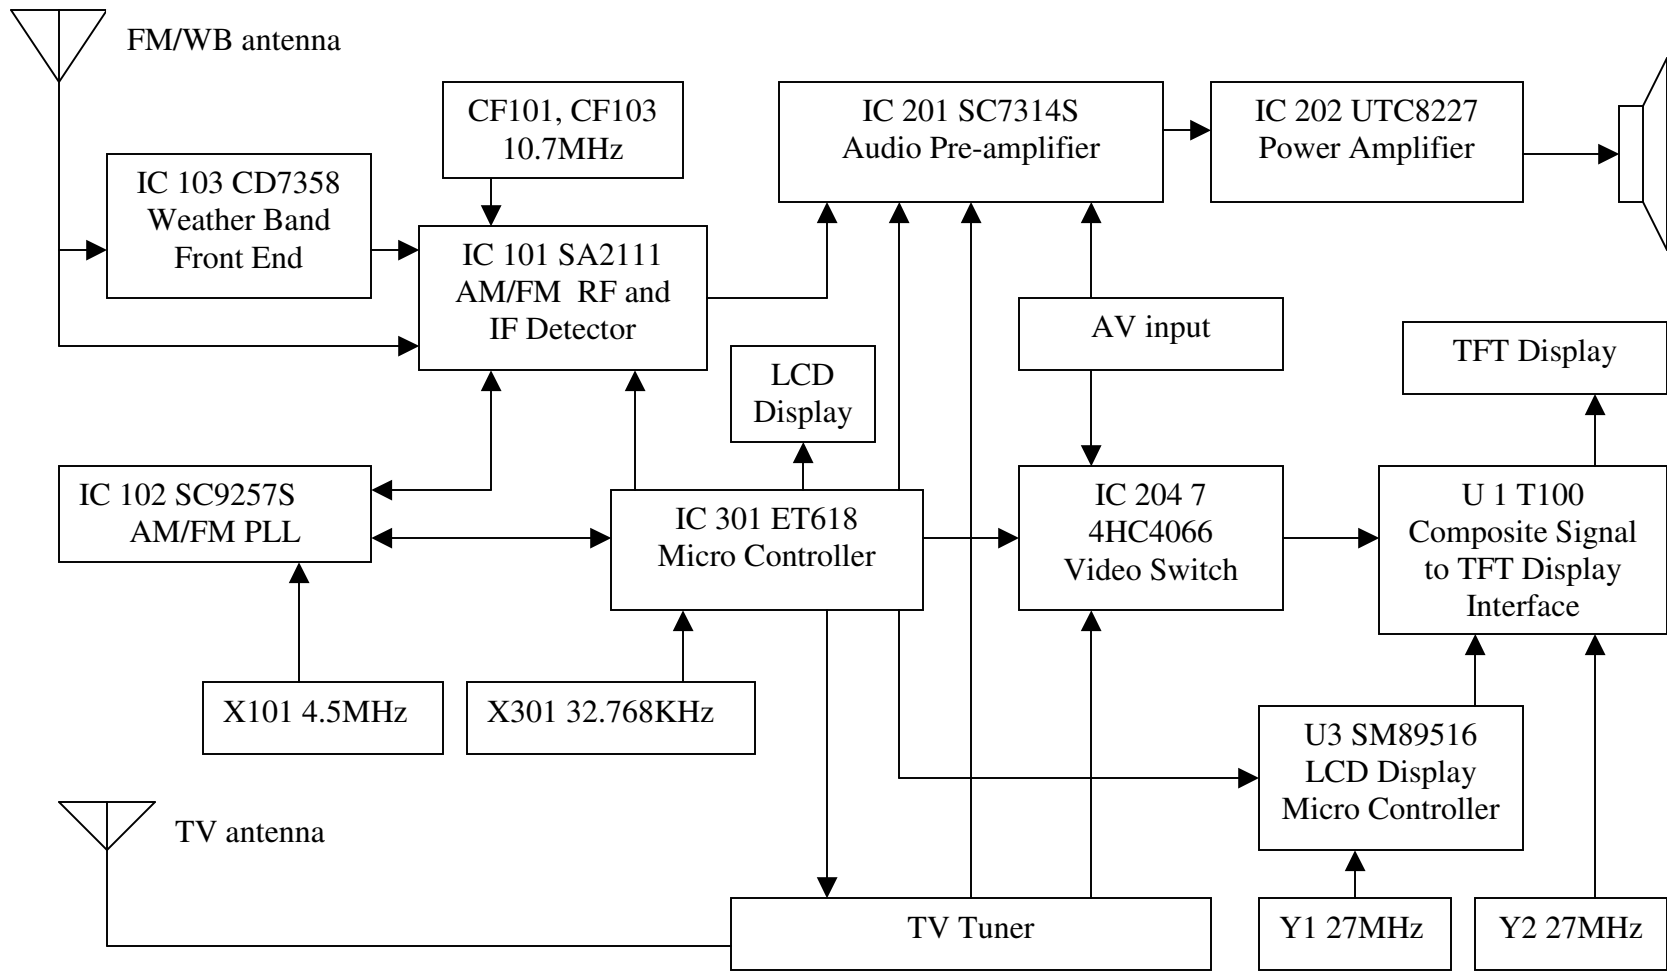 FM/WB antenna
CF101, CF103
10.7MHz
IC 201 SC7314S
Audio Pre-amplifier
IC 202 UTC8227
Power Amplifier
IC 103 CD7358
Weather Band
Front End
IC 101 SA2111
AM/FM  RF and
IF Detector
AV input
TFT Display
LCD
Display
IC 102 SC9257S
AM/FM PLL
IC 301 ET618
Micro Controller
IC 204 7
4HC4066
Video Switch
U 1 T100
Composite Signal
to TFT Display
Interface
X101 4.5MHz
X301 32.768KHz
U3 SM89516
LCD Display
Micro Controller
TV antenna
TV Tuner
Y1 27MHz
Y2 27MHz